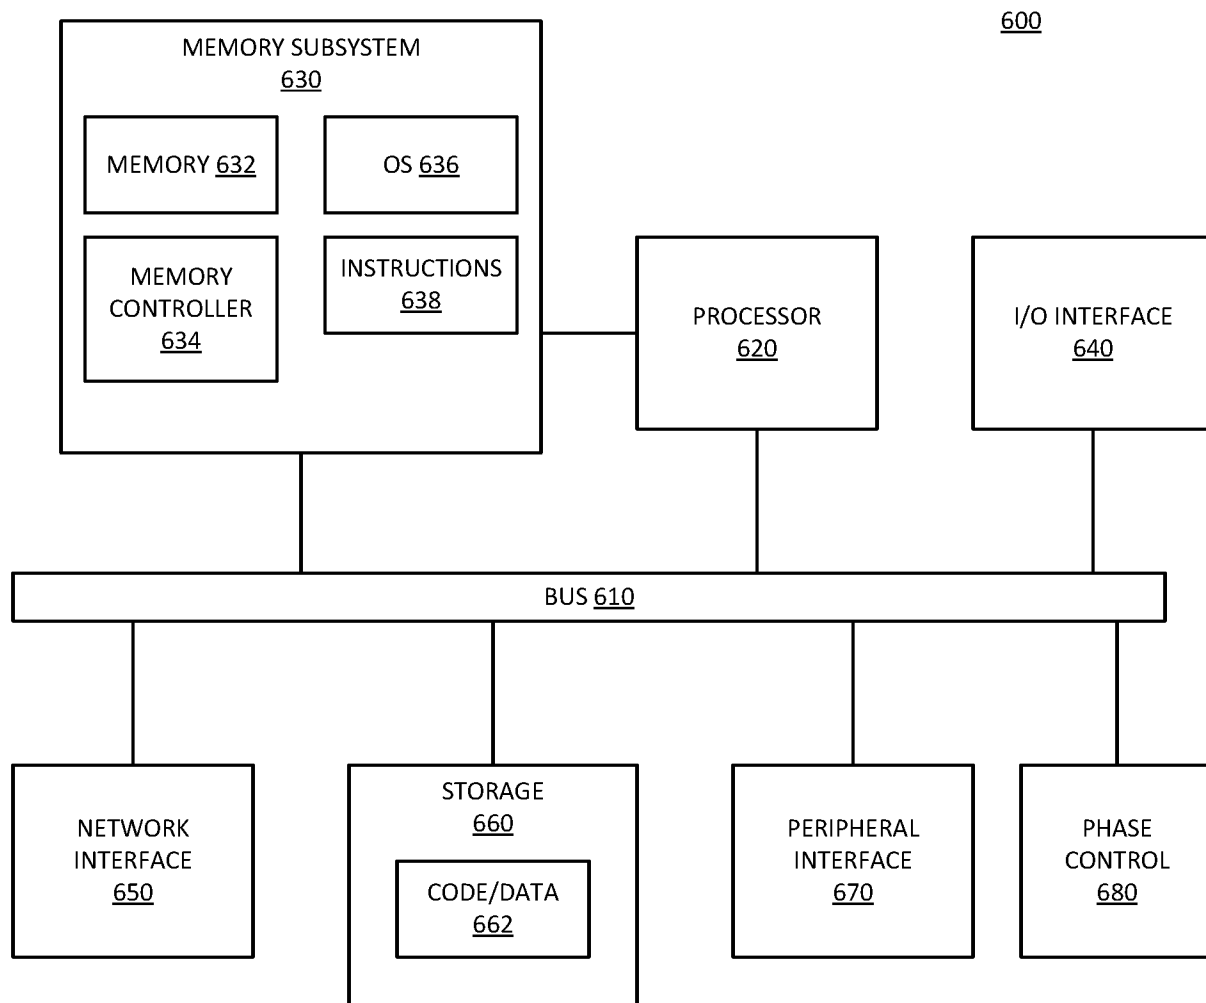 600
MEMORY SUBSYSTEM
630
MEMORY 632
OS 636
MEMORY
CONTROLLER
634
INSTRUCTIONS
638
PROCESSOR
620
I/O INTERFACE
640
BUS 610
NETWORK
INTERFACE
650
STORAGE
660
CODE/DATA
662
PERIPHERAL
INTERFACE
670
PHASE
CONTROL
680